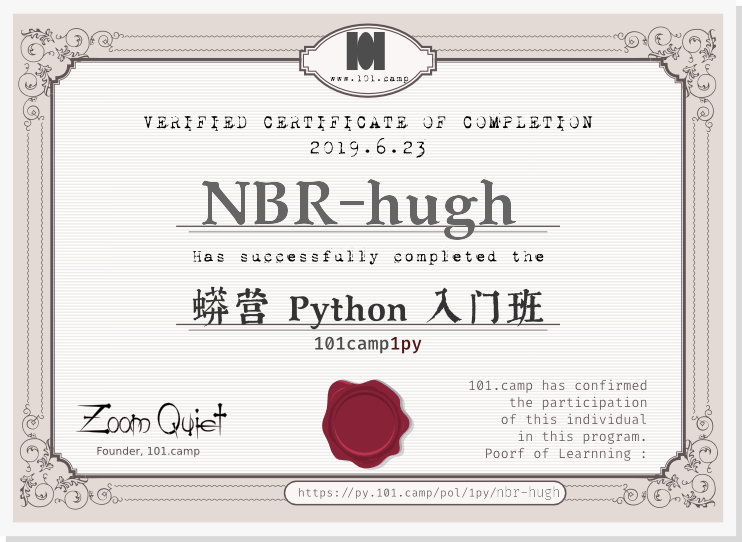 www.101.camp
VERIFIED CERTIFICATE OF COMPLETION
2019.6.23
NBR-hugh
Has successfully completed the
蟒营 Python 入门班
101camp1py
101.camp has confirmed
the participation
of this individual
in this program.
Poorf of Learnning :
Zoom Quiet
Founder, 101.camp
https://py.101.camp/pol/1py/nbr-hugh